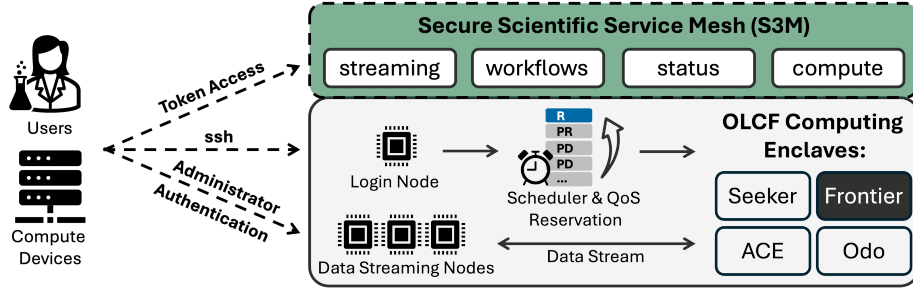 Secure Scientific Service Mesh (S3M)
streaming
workflows
status
compute
Users
Compute
Devices
Token Access
ssh
Administrator
Authentication
Login Node
R
PR
PD
PD
...
Scheduler & QoS
Reservation
OLCF Computing
Enclaves:
Seeker
Frontier
ACE
Odo
Data Streaming Nodes
Data Stream